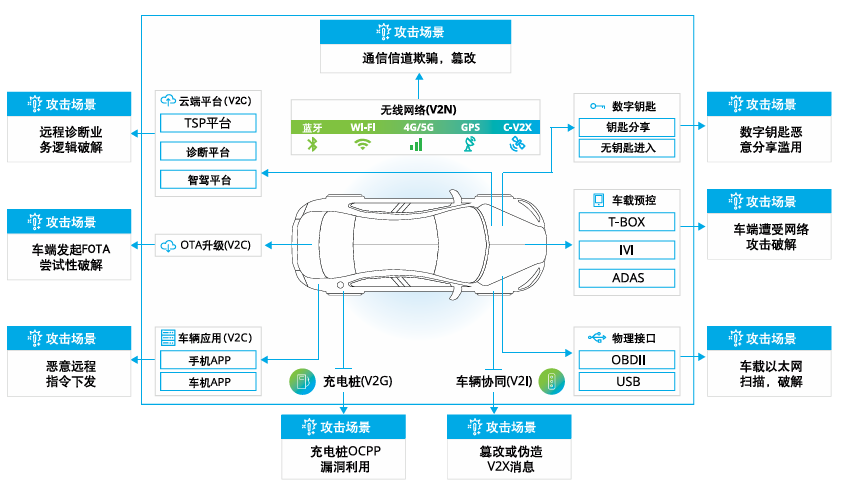 攻击场景
通信信道欺骗，篡改
无线网络(V2N)
蓝牙 WI-FI 4G/5G GPS C-V2X
攻击场景
远程诊断业
务逻辑破解
云端平台(V2C)
TSP平台
诊断平台
智驾平台
数字钥匙
钥匙分享
无钥匙进入
攻击场景
数字钥匙恶
意分享滥用
攻击场景
车端发起FOTA
尝试性破解
OTA升级(V2C)
车载预控
T-BOX
IVI
ADAS
攻击场景
车端遭受网络
攻击破解
攻击场景
恶意远程
指令下发
车辆应用(V2C)
手机APP
车机APP
充电桩(V2G)
车辆协同(V2I)
物理接口
OBDII
USB
攻击场景
车载以太网
扫描，破解
攻击场景
充电桩OCPP
漏洞利用
攻击场景
篡改或伪造
V2X消息